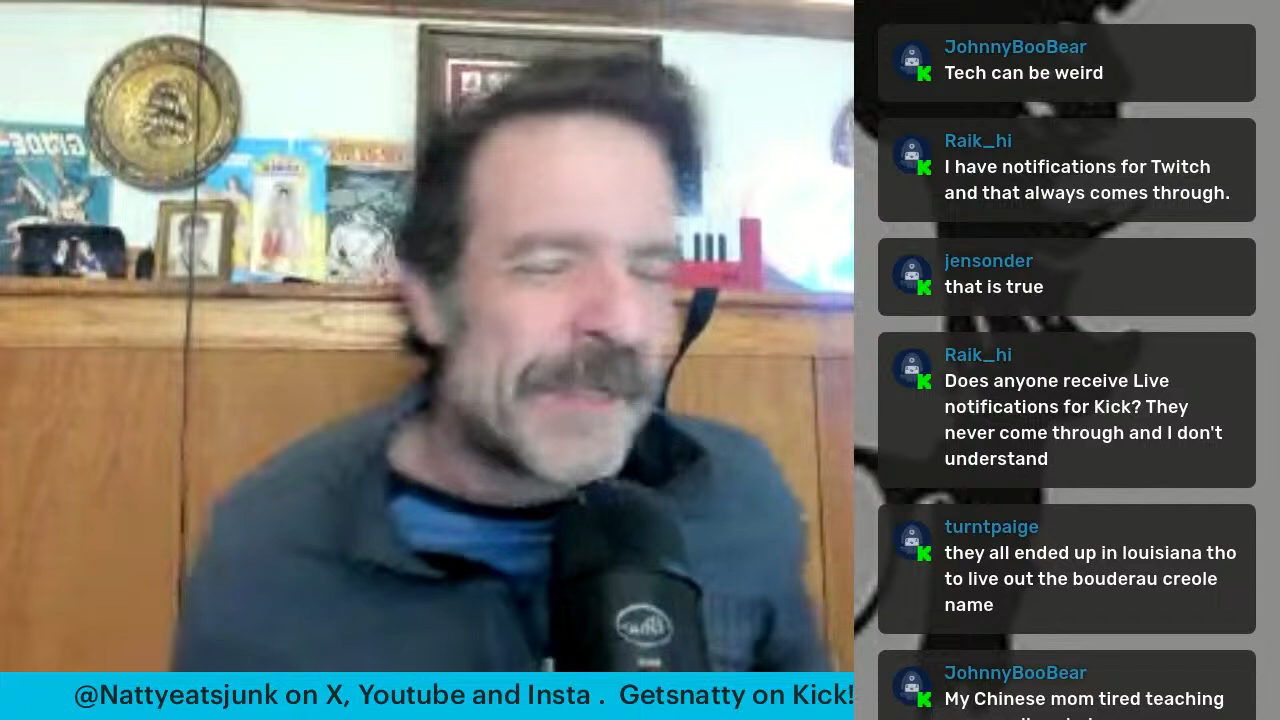 JohnnyBooBear
Tech can be weird
Raik_hi
I have notifications for Twitch
and that always comes through.
jensonder
that is true
Raik_hi
Does anyone receive Live
notifications for Kick? They
never come through and I don't
understand
turntpaige
they all ended up in louisiana tho
to live out the bouderau creole
name
JohnnyBooBear
My Chinese mom tired teaching
@Nattyeatsjunk on X, Youtube and Insta . Getsnatty on Kick!